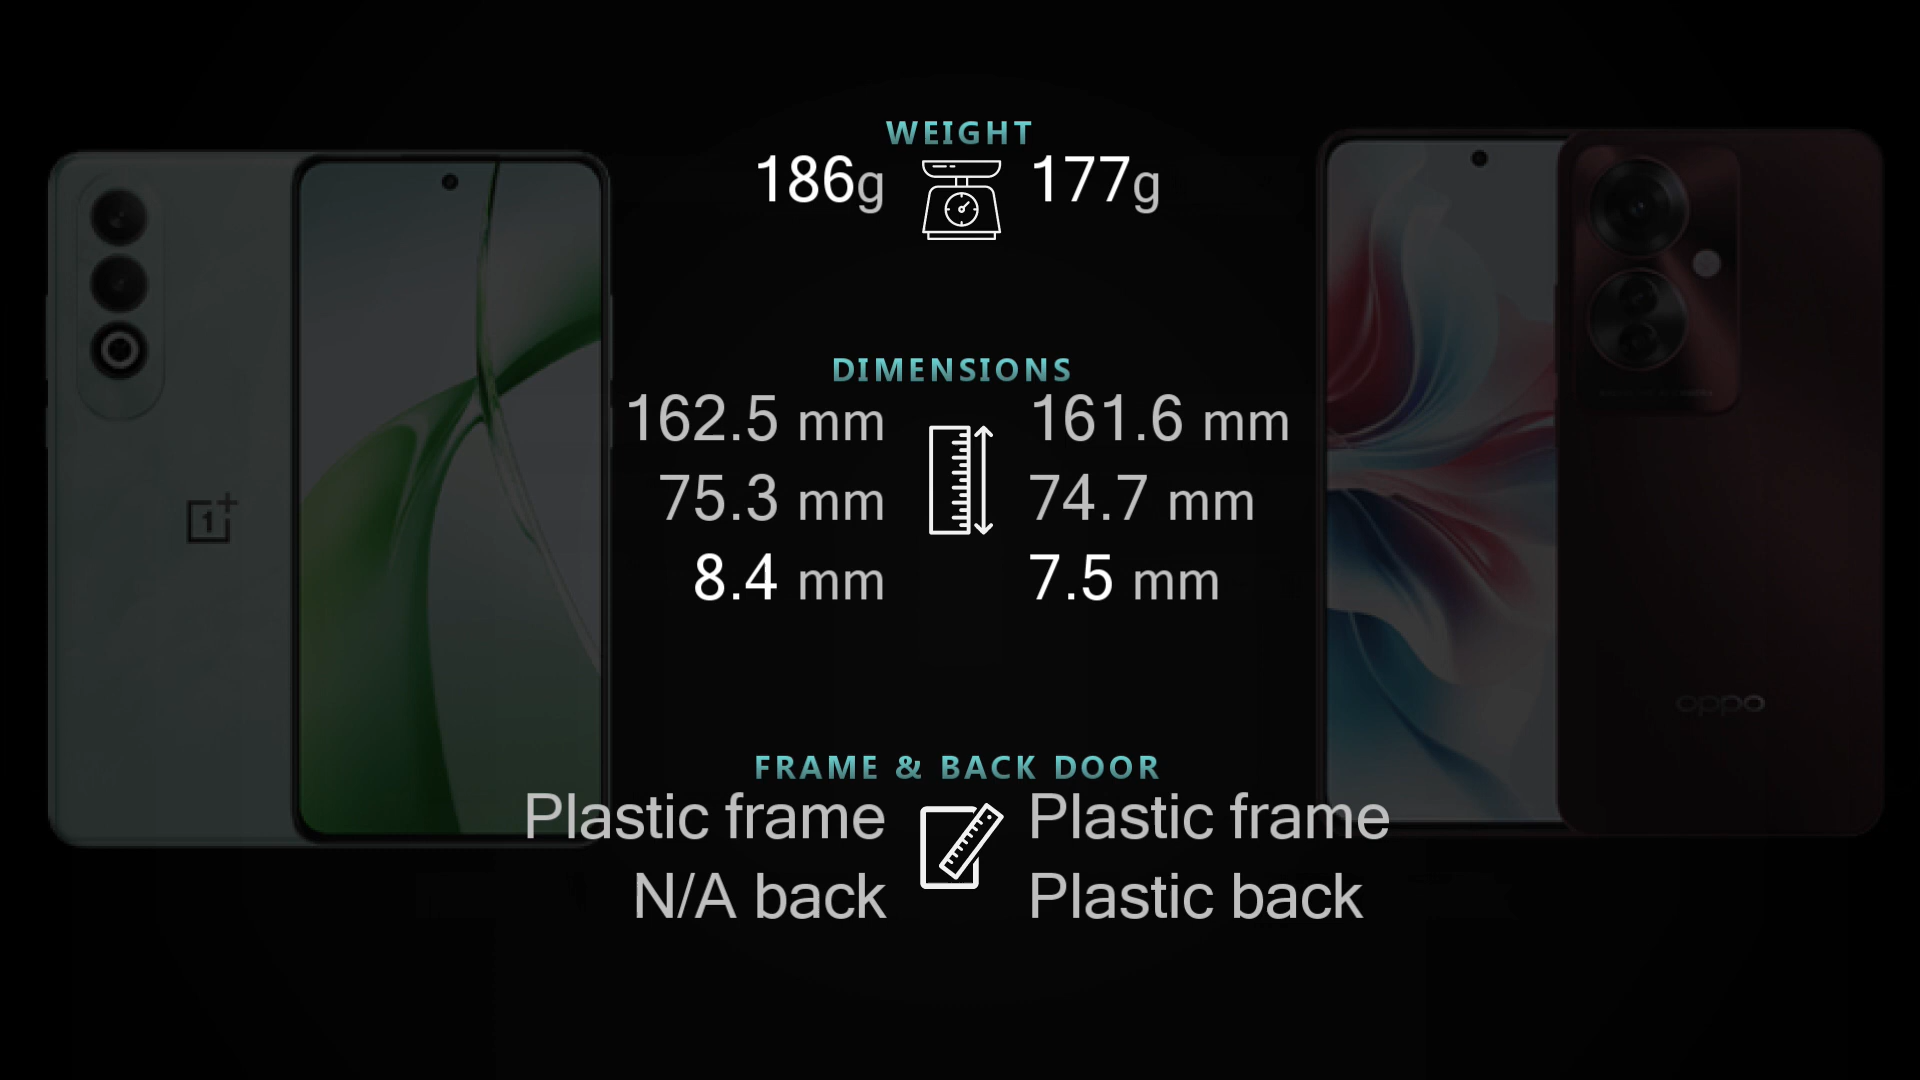 WEIGHT
186g 177g
DIMENSIONS
162.5 mm 161.6 mm
75.3 mm 74.7 mm
8.4 mm 7.5 mm
FRAME & BACK DOOR
Plastic frame Plastic frame
N/A back Plastic back
1+
oppo